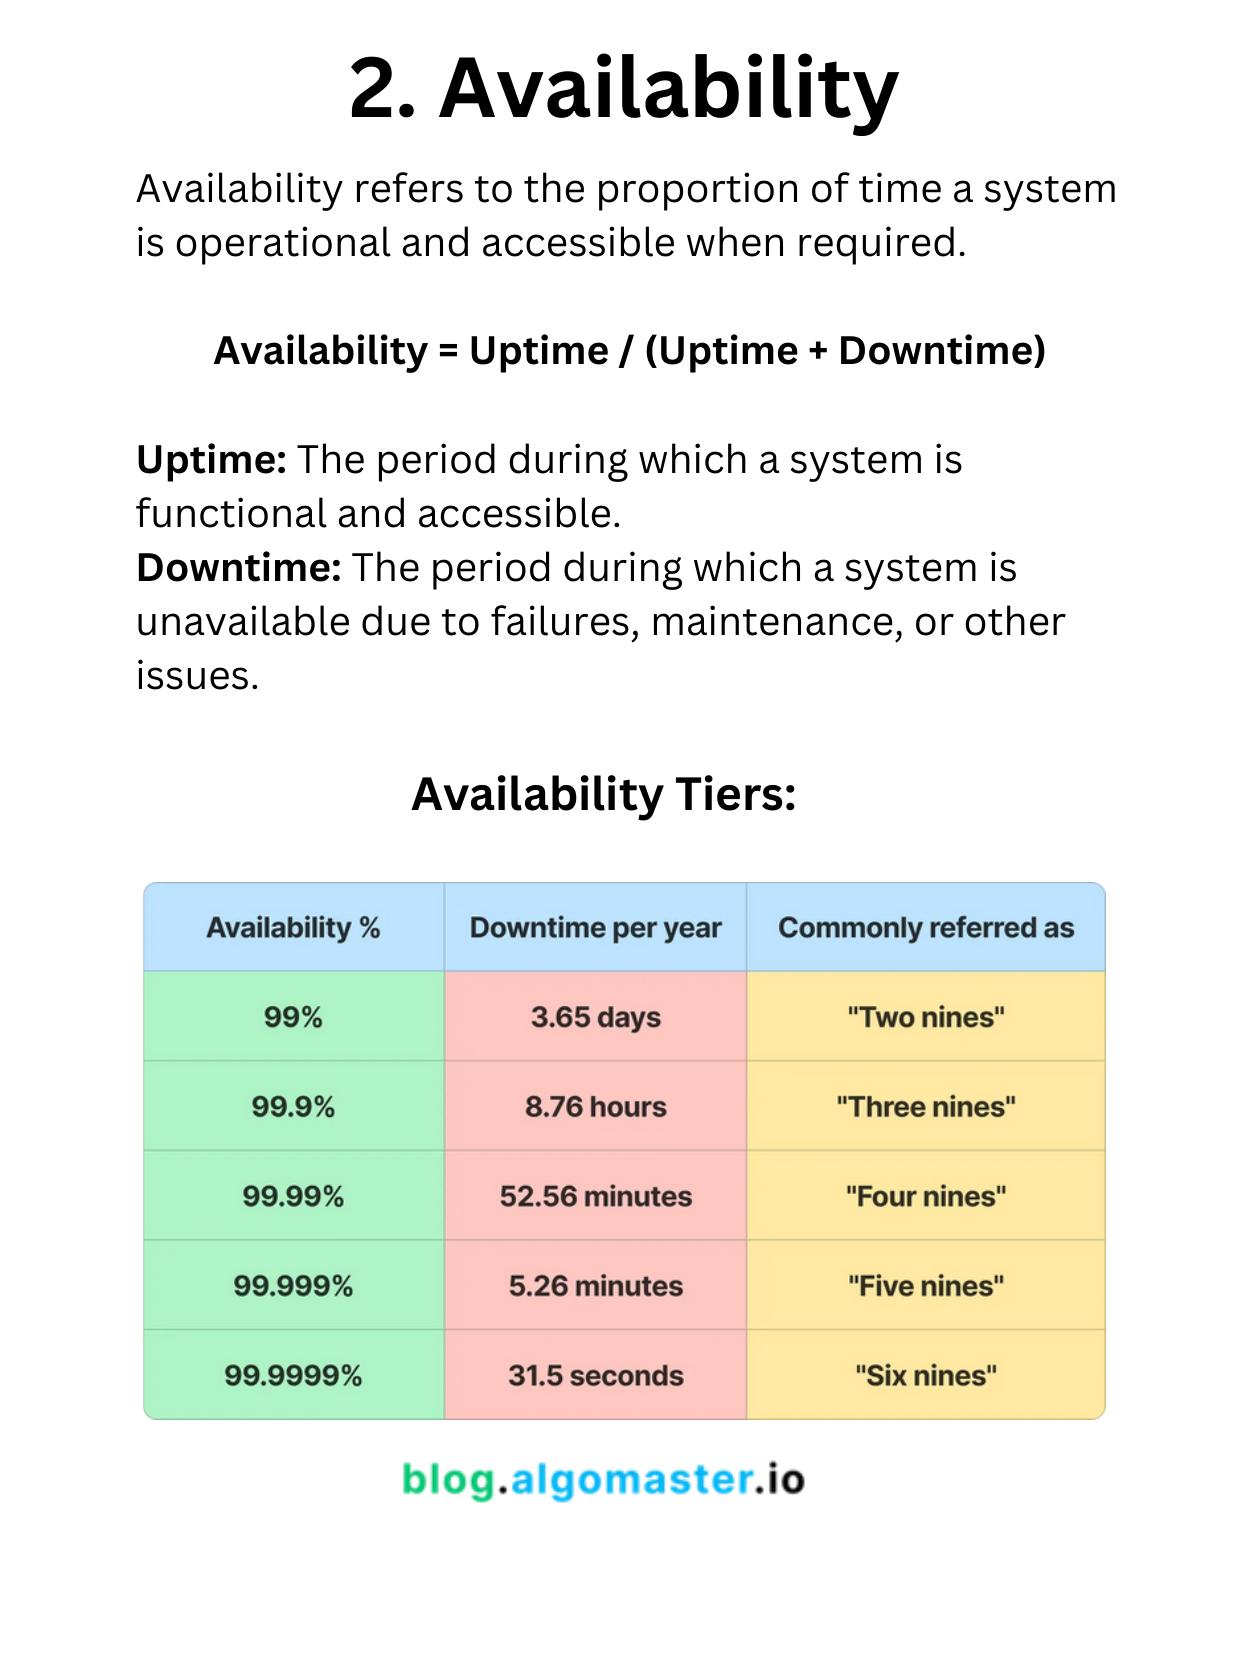 2. Availability
Availability refers to the proportion of time a system
is operational and accessible when required.
Availability = Uptime / (Uptime + Downtime)
Uptime: The period during which a system is
functional and accessible.
Downtime: The period during which a system is
unavailable due to failures, maintenance, or other
issues.
Availability Tiers:
Availability % Downtime per year Commonly referred as
99% 3.65 days "Two nines"
99.9% 8.76 hours "Three nines"
99.99% 52.56 minutes "Four nines"
99.999% 5.26 minutes "Five nines"
99.9999% 31.5 seconds "Six nines"
blog.algomaster.io